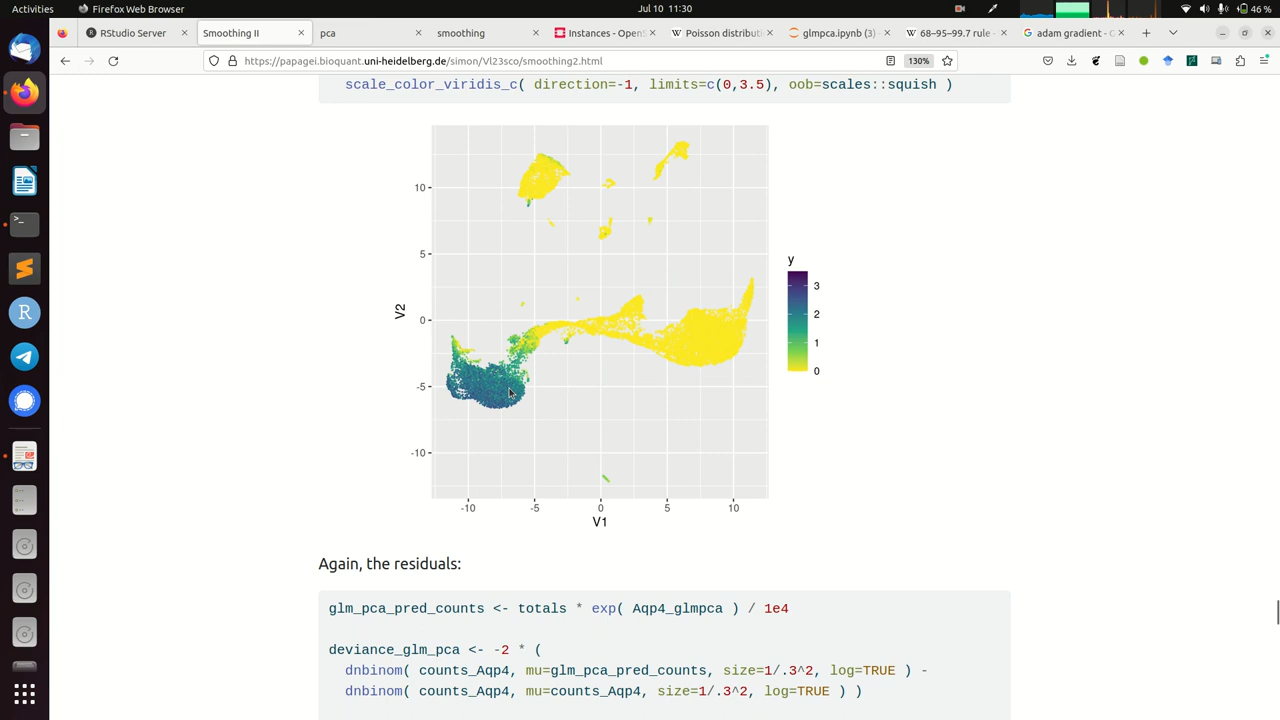 Activities
Firefox Web Browser
Jul 10 11:30
46 %
RStudio Server
Smoothing II
pca
smoothing
Instances - OpenS
Poisson distributi
glmpca.ipynb (3)
68–95–99.7 rule -
adam gradient -
https://papagei.bioquant.uni-heidelberg.de/simon/Vl23sco/smoothing2.html
130%
scale_color_viridis_c( direction=-1, limits=c(0,3.5), oob=scales::squish )
10
5
0
-5
-10
V2
-10 -5 0 5 10
V1
y
3
2
1
0
Again, the residuals:
glm_pca_pred_counts <- totals * exp( Aqp4_glmpca ) / 1e4
deviance_glm_pca <- -2 * (
dnbinom( counts_Aqp4, mu=glm_pca_pred_counts, size=1/.3^2, log=TRUE ) -
dnbinom( counts_Aqp4, mu=counts_Aqp4, size=1/.3^2, log=TRUE ) )